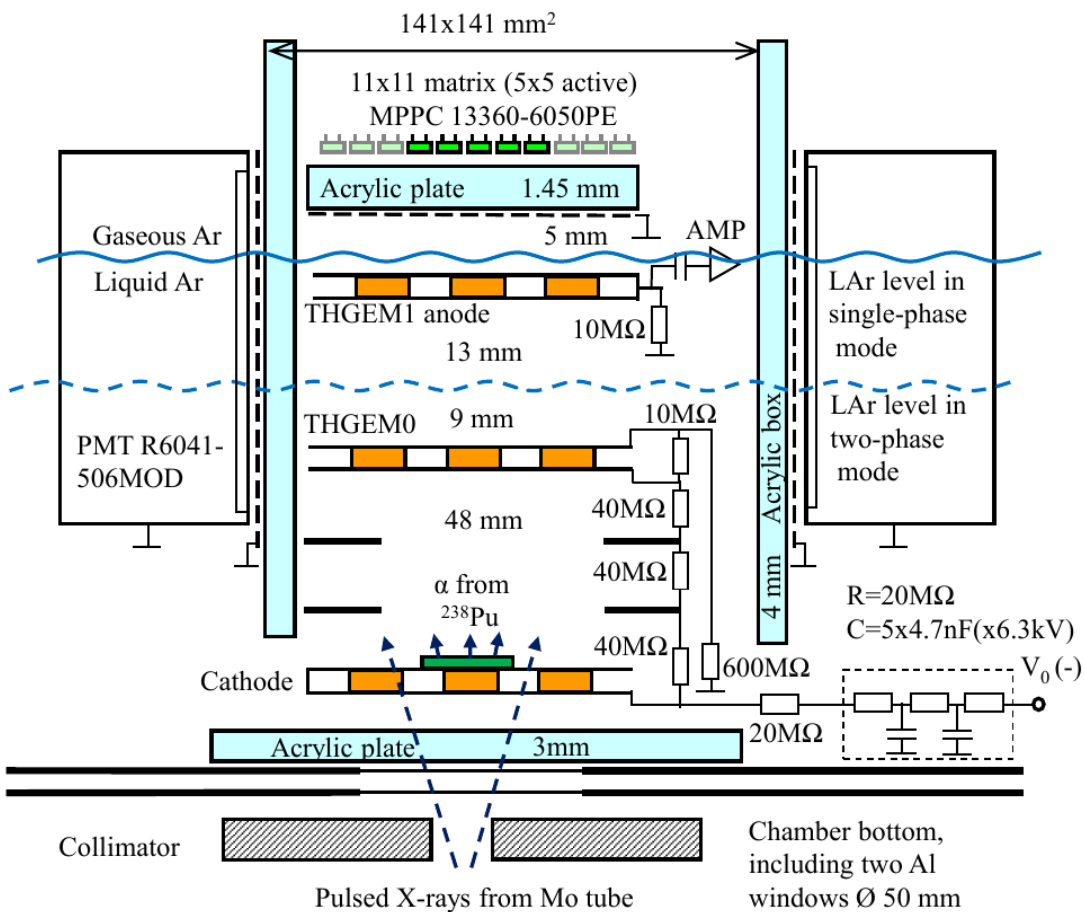 141x141 mm²
11x11 matrix (5x5 active)
MPPC 13360-6050PE
Acrylic plate 1.45 mm
5 mm
AMP
Gaseous Ar
Liquid Ar
THGEM1 anode
10MΩ
13 mm
LAr level in
single-phase
mode
THGEM0
9 mm
10MΩ
PMT R6041-
506MOD
LAr level in
two-phase
mode
48 mm
40MΩ
40MΩ
40MΩ
4 mm Acrylic box
α from
²³⁸Pu
600MΩ
R=20MΩ
C=5x4.7nF(x6.3kV)
V₀ (-)
Cathode
20MΩ
Acrylic plate 3mm
Collimator
Chamber bottom,
including two Al
windows Ø 50 mm
Pulsed X-rays from Mo tube